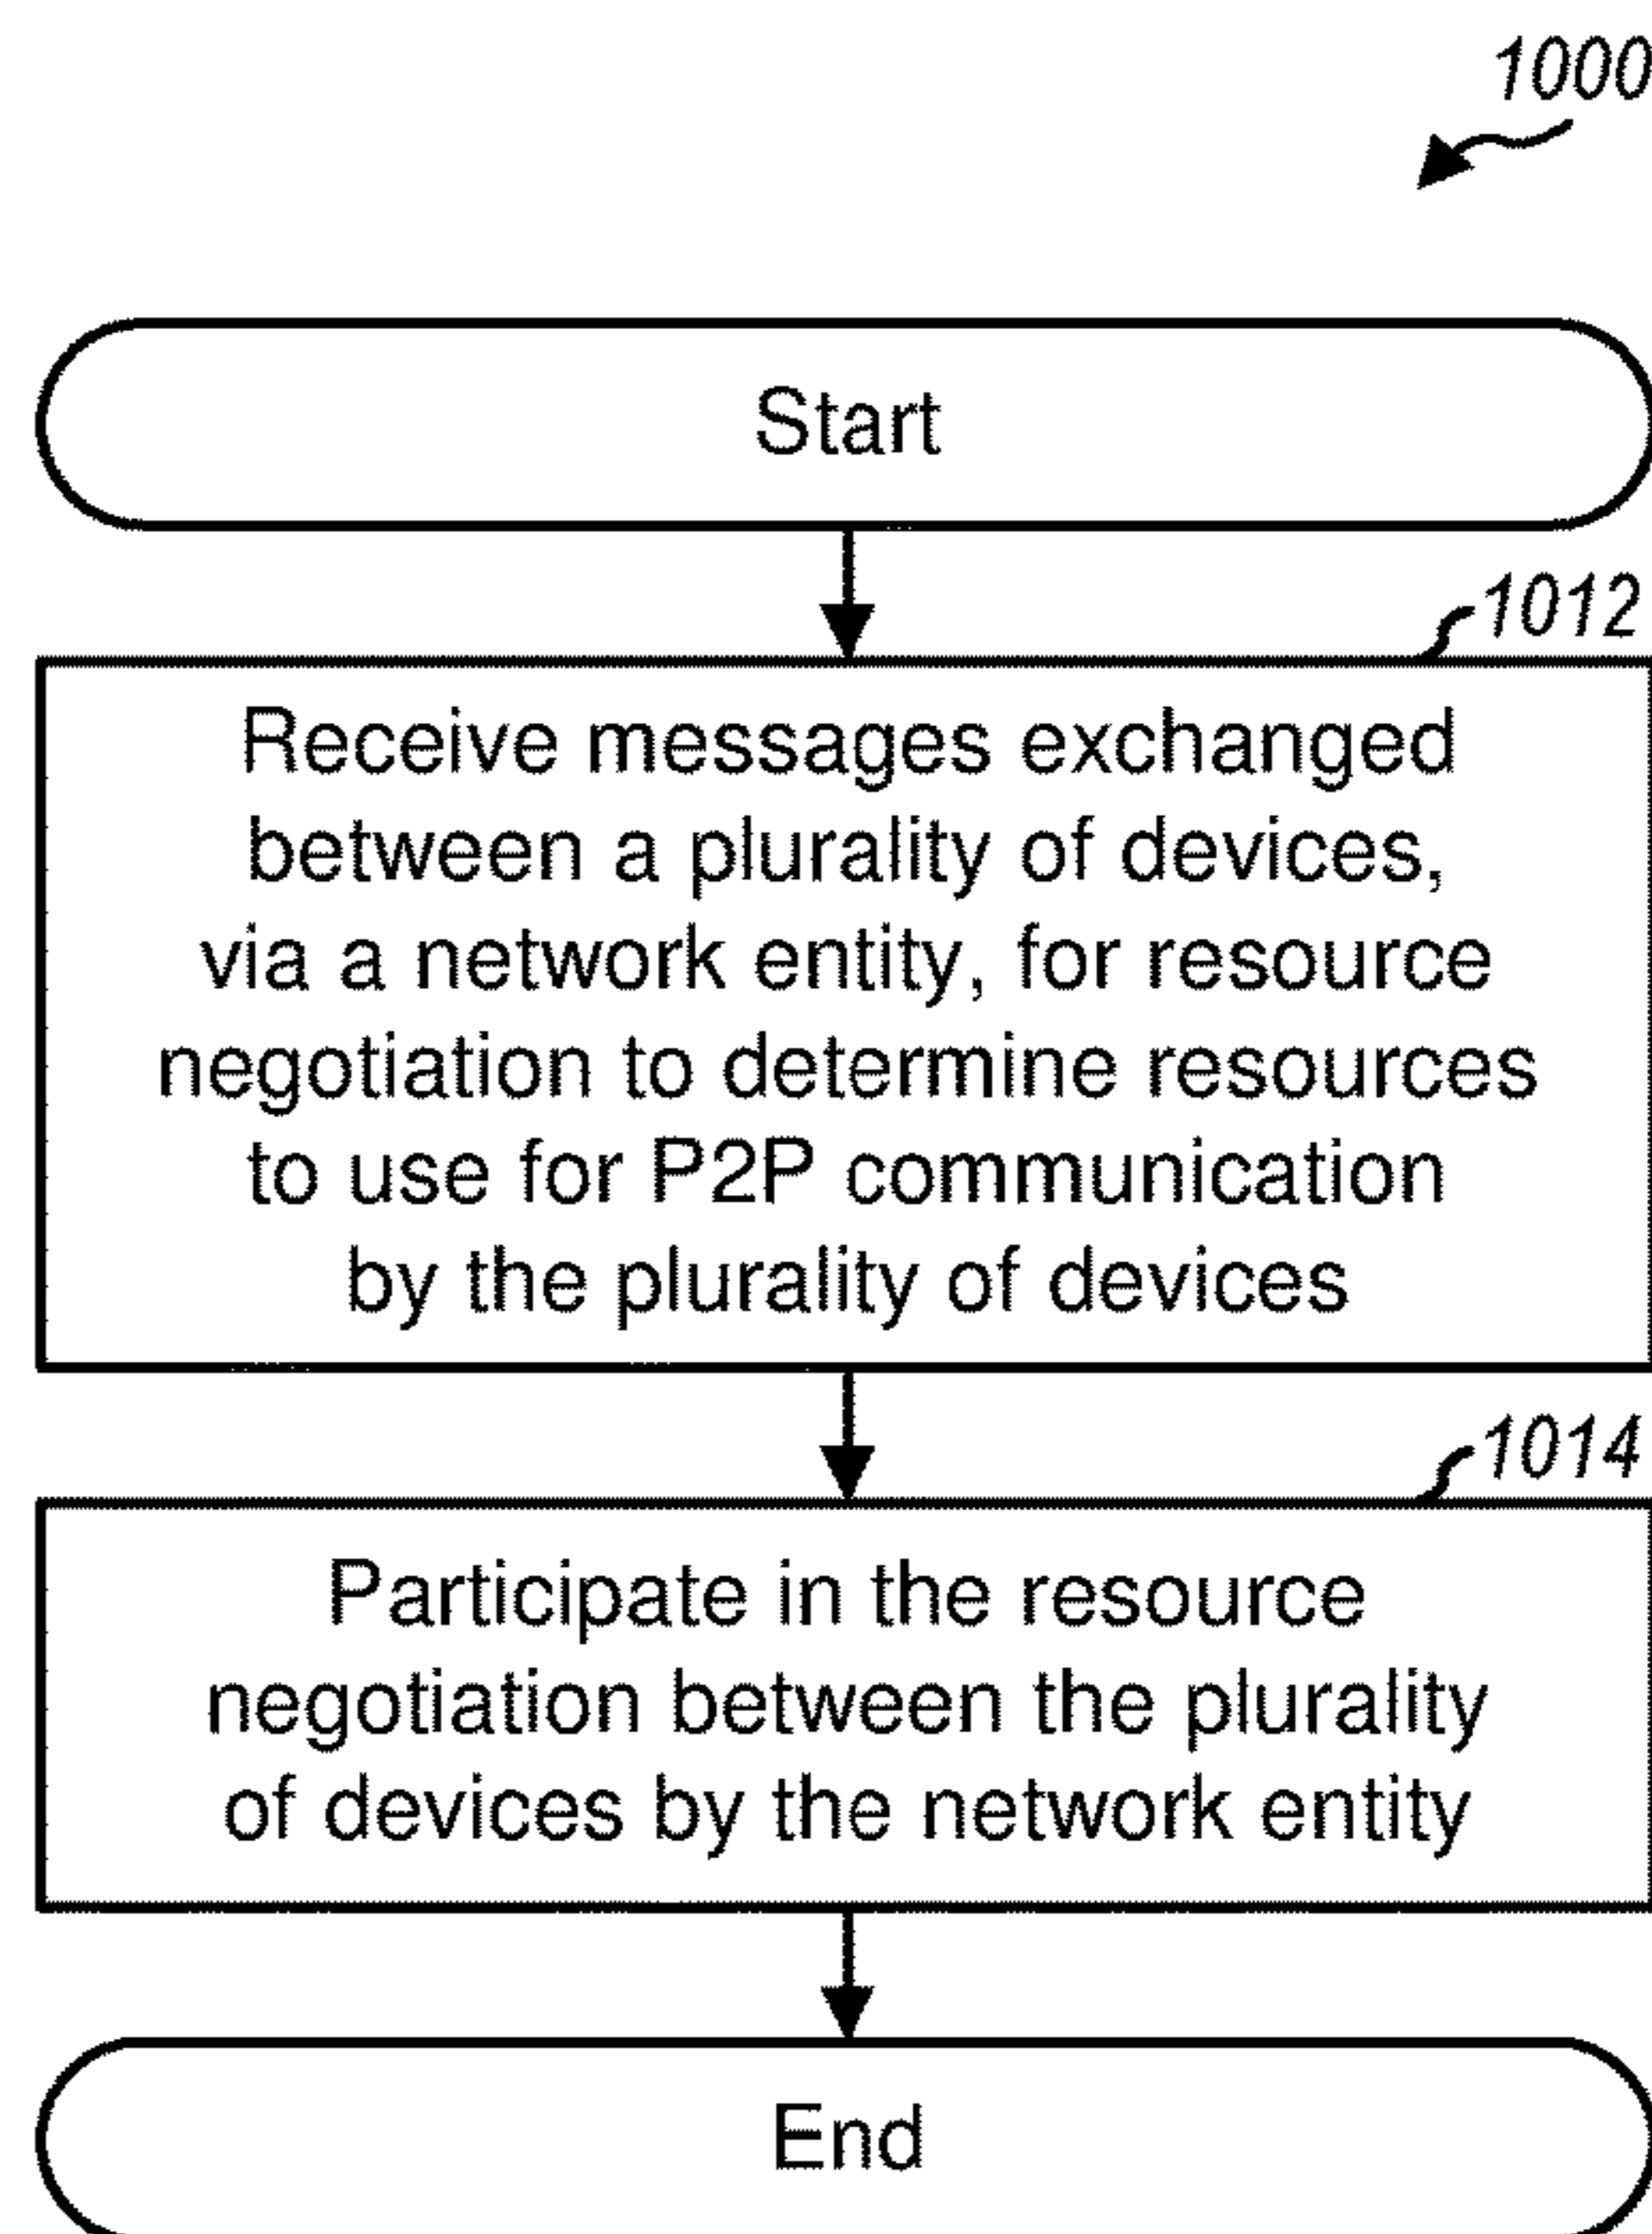 1000
Start
1012
Receive messages exchanged
between a plurality of devices,
via a network entity, for resource
negotiation to determine resources
to use for P2P communication
by the plurality of devices
1014
Participate in the resource
negotiation between the plurality
of devices by the network entity
End